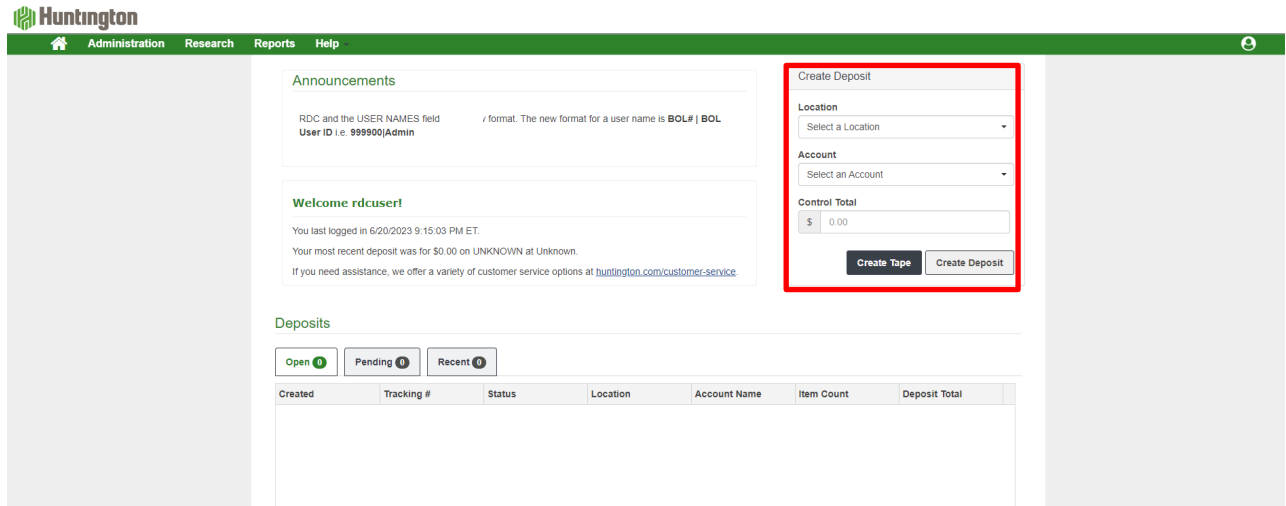 Huntington
Administration Research Reports Help
Announcements
RDC and the USER NAMES field format. The new format for a user name is BOL# | BOL
User ID i.e. 999900|Admin
Welcome rdcuser!
You last logged in 6/20/2023 9:15:03 PM ET.
Your most recent deposit was for $0.00 on UNKNOWN at Unknown.
If you need assistance, we offer a variety of customer service options at huntington.com/customer-service.
Create Deposit
Location
Select a Location
Account
Select an Account
Control Total
$ 0.00
Create Tape Create Deposit
Deposits
Open 0 Pending 0 Recent 0
Created Tracking # Status Location Account Name Item Count Deposit Total